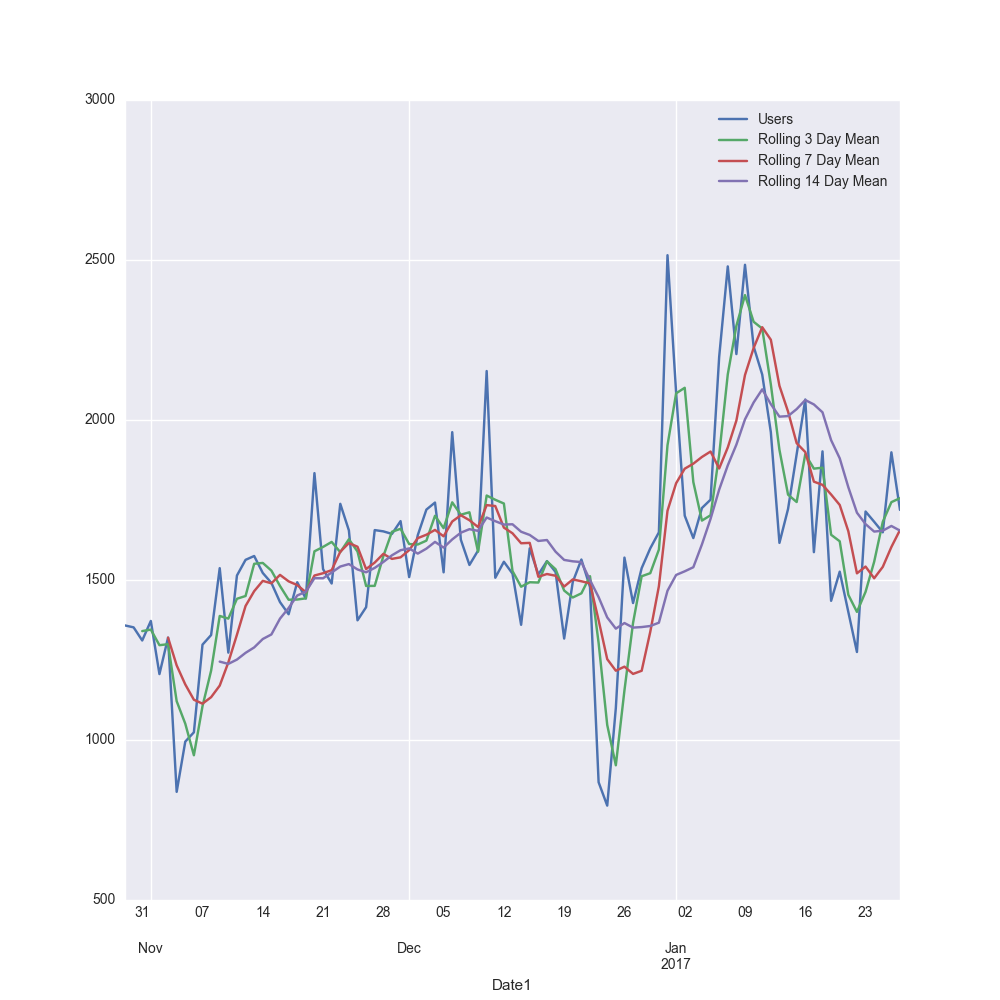 3000
Users
Rolling 3 Day Mean
Rolling 7 Day Mean
Rolling 14 Day Mean
2500
2000
1500
1000
500
31 07 14 21 28 05 12 19 26 02 09 16 23
Nov Dec Jan
2017
Date1